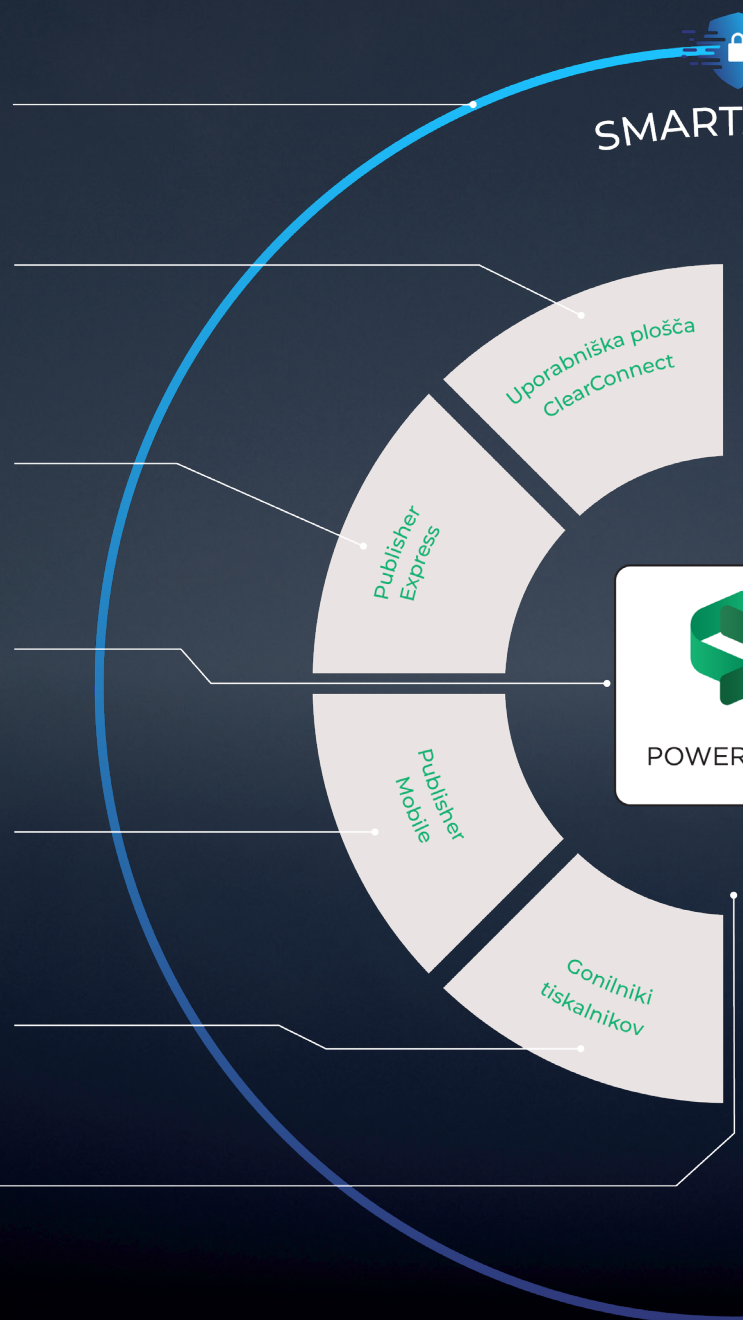 SMART
Uporabniška plošča
ClearConnect
Publisher
Express
POWER
Publisher
Mobile
Gonilniki
tiskalnikov